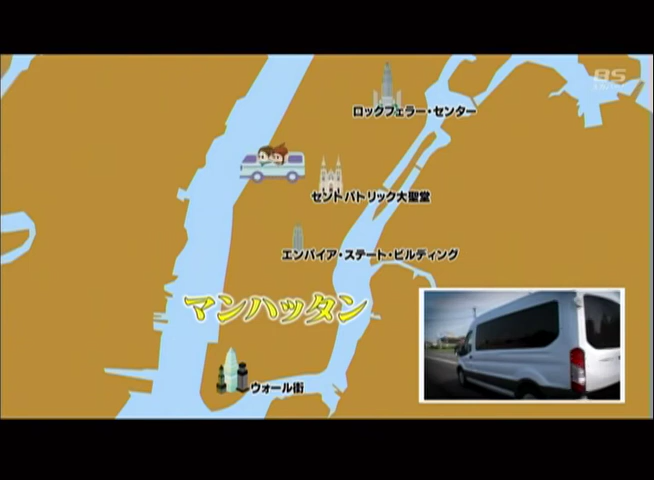 BS
ロックフェラー・センター
セントパトリック大聖堂
エンパイア・ステート・ビルディング
マンハッタン
ウォール街